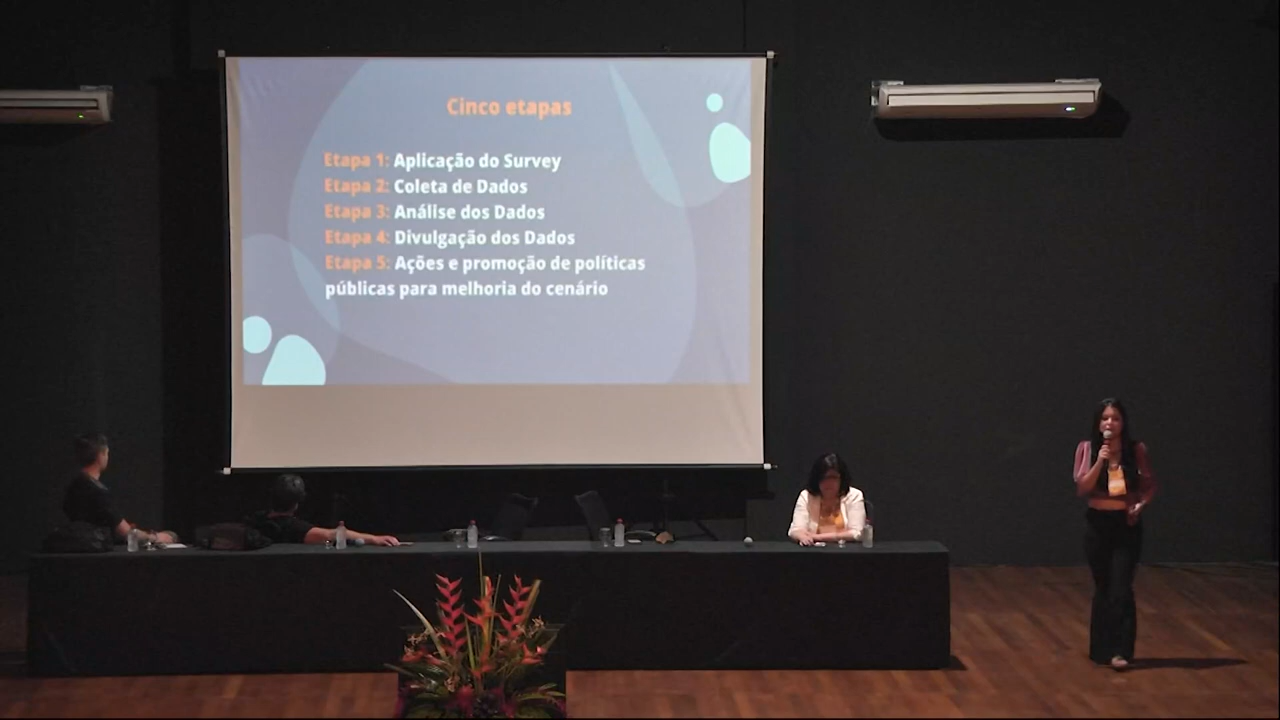 Cinco etapas
Etapa 1: Aplicação do Survey
Etapa 2: Coleta de Dados
Etapa 3: Análise dos Dados
Etapa 4: Divulgação dos Dados
Etapa 5: Ações e promoção de políticas
públicas para melhoria do cenário